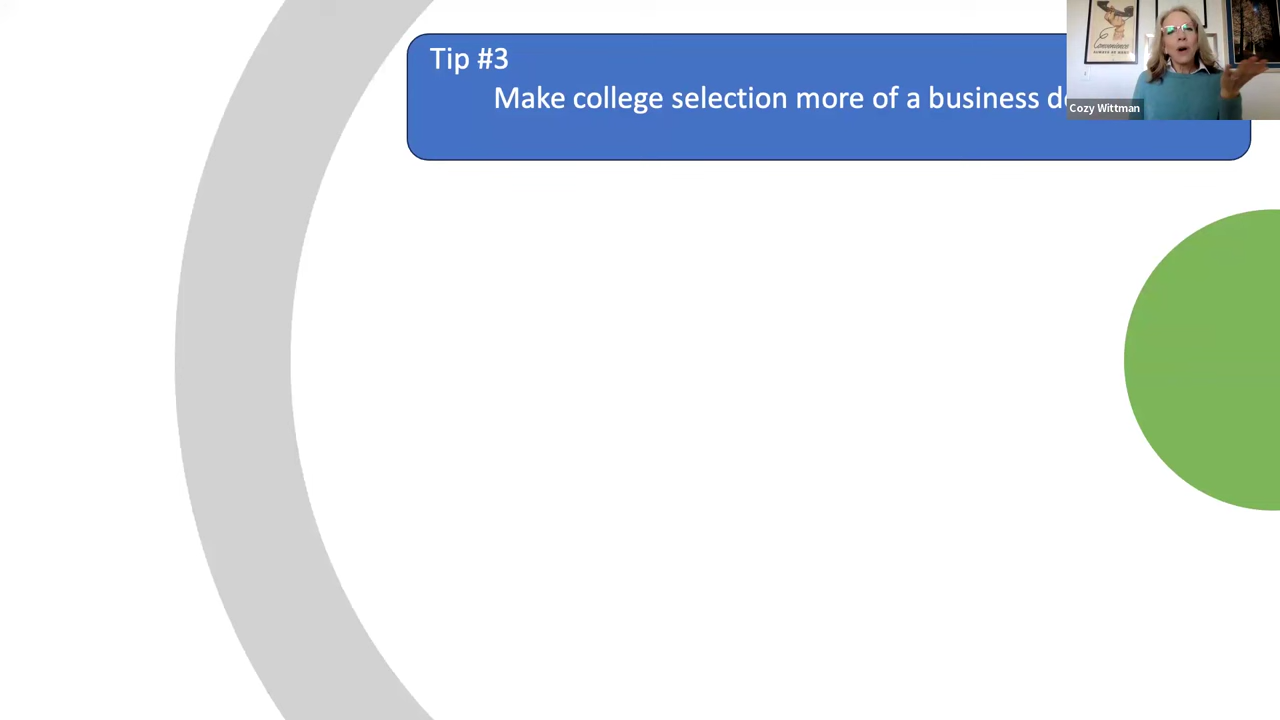 Tip #3
Make college selection more of a business d
Cozy Wittman